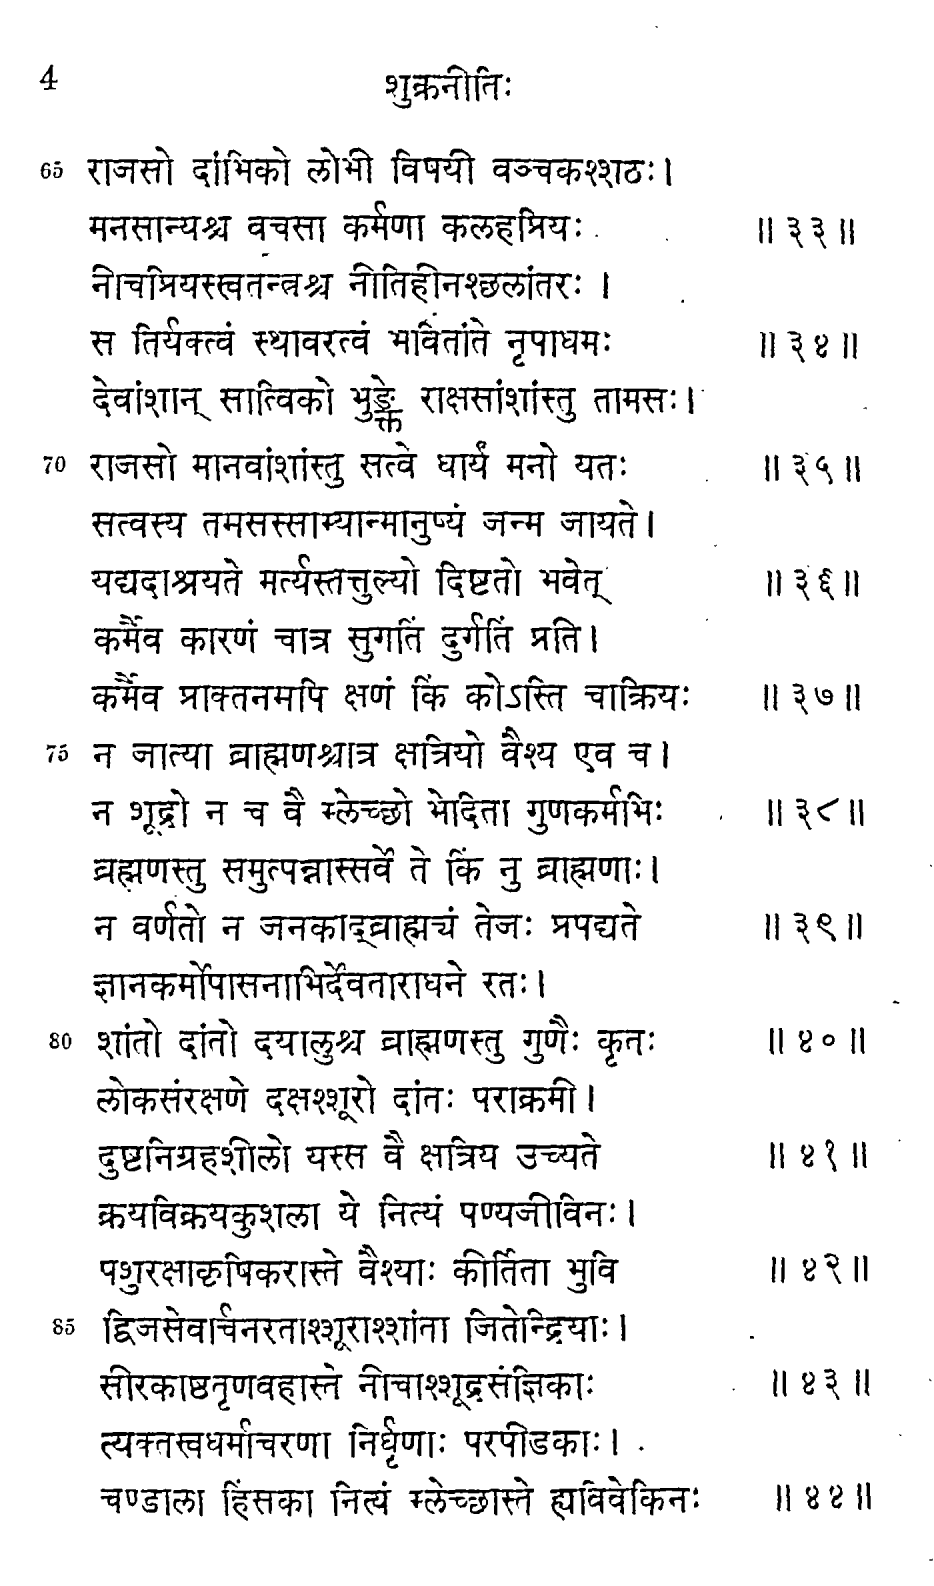 4 शुक्रनीतिः
65 राजसो दांभिको लोभी विषयी वञ्चकश्शठः।
मनसान्यश्च वचसा कर्मणा कलहप्रियः ॥ ३३ ॥
नीचप्रियस्स्वतन्त्रश्च नीतिहीनश्छलांतरः ।
स तिर्यक्त्वं स्थावरत्वं भवितांते नृपाधमः ॥ ३४ ॥
देवांशान् सात्विको भुङ्क्ते राक्षसांशांस्तु तामसः।
70 राजसो मानवांशांस्तु सत्वे धार्यं मनो यतः ॥ ३५ ॥
सत्वस्य तमसस्साम्यान्मानुष्यं जन्म जायते।
यद्यदाश्रयते मर्त्यस्तत्तुल्यो दिष्टतो भवेत् ॥ ३६ ॥
कर्मैव कारणं चात्र सुगतिं दुर्गतिं प्रति।
कर्मैव प्राक्तनमपि क्षणं किं कोऽस्ति चाक्रियः ॥ ३७ ॥
75 न जात्या ब्राह्मणश्चात्र क्षत्रियो वैश्य एव च।
न शूद्रो न च वै म्लेच्छो भेदिता गुणकर्मभिः ॥ ३८ ॥
ब्रह्मणस्तु समुत्पन्नास्सर्वे ते किं नु ब्राह्मणाः।
न वर्णतो न जनकाद्ब्राह्मयं तेजः प्रपद्यते ॥ ३९ ॥
ज्ञानकर्मोपासनाभिर्देवताराधने रतः।
80 शांतो दांतो दयालुश्च ब्राह्मणस्तु गुणैः कृतः ॥ ४० ॥
लोकसंरक्षणे दक्षश्शूरो दांतः पराक्रमी।
दुष्टनिग्रहशीलो यस्स वै क्षत्रिय उच्यते ॥ ४१ ॥
क्रयविक्रयकुशला ये नित्यं पण्यजीविनः।
पशुरक्षाकृषिकरास्ते वैश्याः कीर्तिता भुवि ॥ ४२ ॥
85 द्विजसेवार्चनरताश्शूराश्शांता जितेन्द्रियाः।
सीरकाष्ठतृणवहास्ते नीचाश्शूद्रसंज्ञिकाः ॥ ४३ ॥
त्यक्तस्वधर्माचरणा निर्घृणाः परपीडकाः।
चण्डाला हिंसका नित्यं म्लेच्छास्ते ह्यविवेकिनः ॥ ४४ ॥